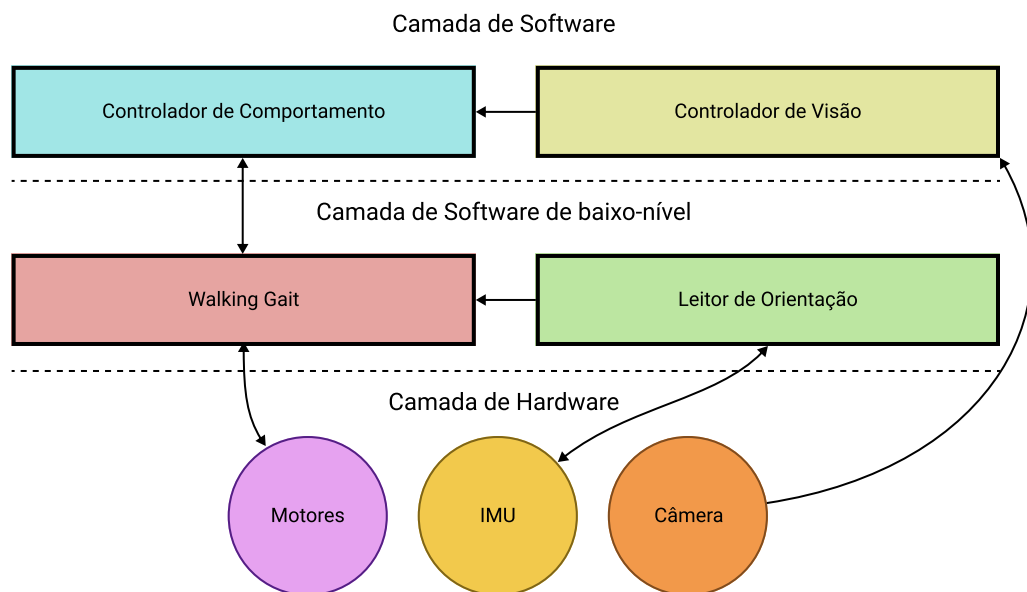 Camada de Software
Controlador de Comportamento
Controlador de Visão
Camada de Software de baixo-nível
Walking Gait
Leitor de Orientação
Camada de Hardware
Motores
IMU
Câmera